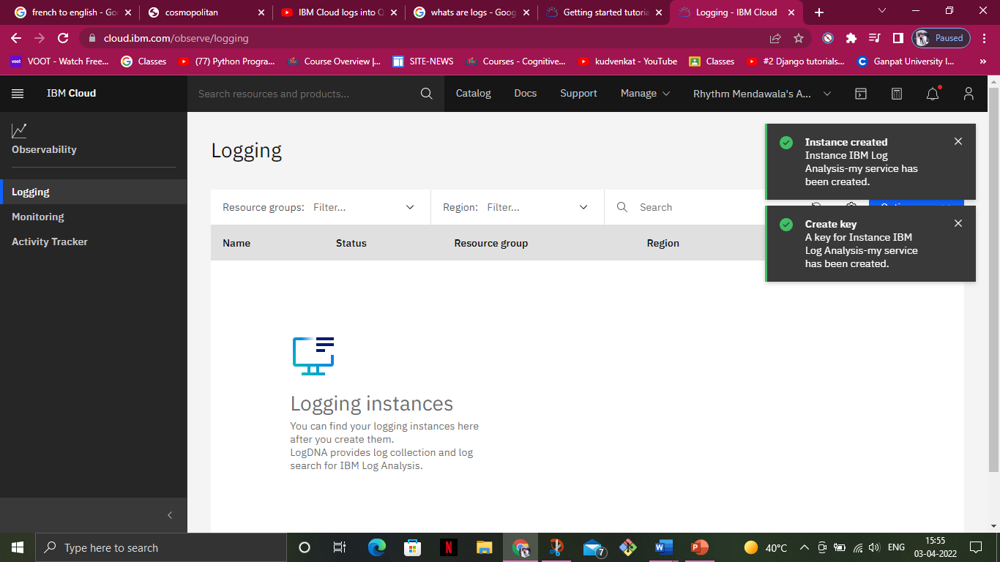 french to english - Go
cosmopolitan
IBM Cloud logs into Q
whats are logs - Goog
Getting started tutoria
Logging - IBM Cloud
cloud.ibm.com/observe/logging
Paused
voot
VOOT - Watch Free...
Classes
(77) Python Progra...
Course Overview |...
SITE-NEWS
Courses - Cognitive...
kudvenkat - YouTube
Classes
#2 Django tutorials...
Ganpat University I...
IBM Cloud
Search resources and products...
Catalog
Docs
Support
Manage
Rhythm Mendawala's A...
Observability
Logging
Monitoring
Activity Tracker
Logging
Instance created
Instance IBM Log
Analysis-my service has
been created.
Resource groups: Filter...
Region: Filter...
Search
Create key
A key for Instance IBM
Log Analysis-my service
has been created.
Name
Status
Resource group
Region
Logging instances
You can find your logging instances here
after you create them.
LogDNA provides log collection and log
search for IBM Log Analysis.
Type here to search
7
40°C
ENG
15:55
03-04-2022